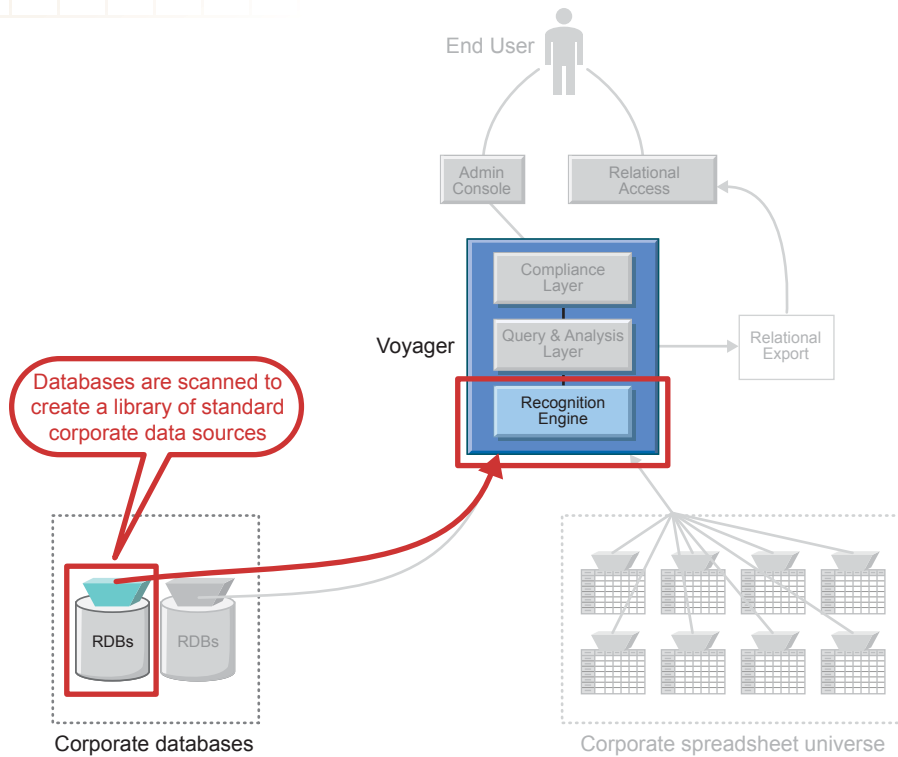 End User
Admin
Console
Relational
Access
Compliance
Layer
Query & Analysis
Layer
Recognition
Engine
Voyager
Relational
Export
Databases are scanned to
create a library of standard
corporate data sources
RDBs
RDBs
Corporate databases
Corporate spreadsheet universe